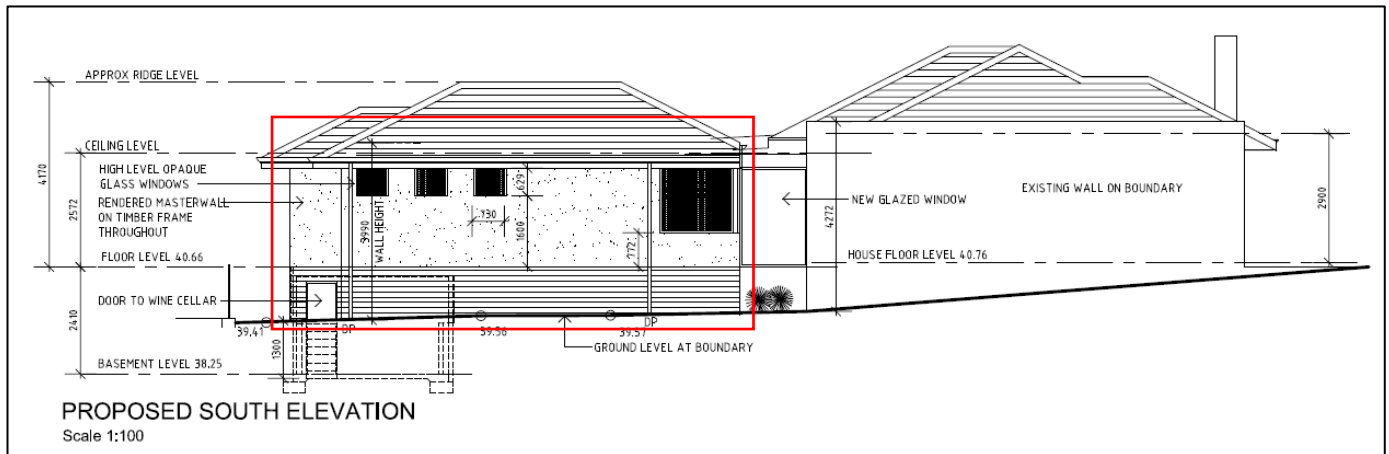 APPROX RIDGE LEVEL
CEILING LEVEL
HIGH LEVEL OPAQUE
GLASS WINDOWS
RENDERED MASTERWALL
ON TIMBER FRAME
THROUGHOUT
FLOOR LEVEL 40.66
DOOR TO WINE CELLAR
BASEMENT LEVEL 38.25
4170
2572
2410
1300
39.41
DP
3990
WALL HEIGHT
730
629
1600
772
39.56
39.57
DP
GROUND LEVEL AT BOUNDARY
NEW GLAZED WINDOW
4272
EXISTING WALL ON BOUNDARY
2900
HOUSE FLOOR LEVEL 40.76
PROPOSED SOUTH ELEVATION
Scale 1:100